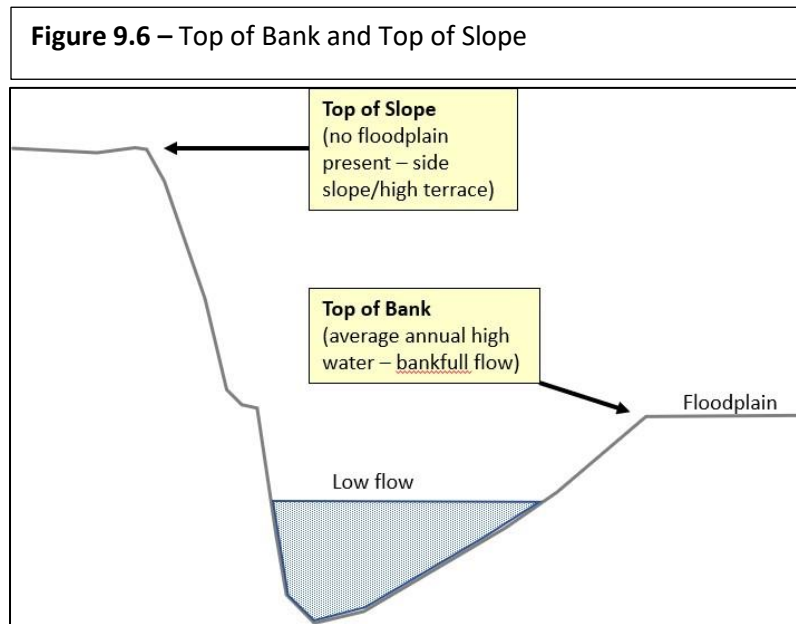 Figure 9.6 – Top of Bank and Top of Slope
Top of Slope
(no floodplain
present – side
slope/high terrace)
Top of Bank
(average annual high
water – bankfull flow)
Floodplain
Low flow